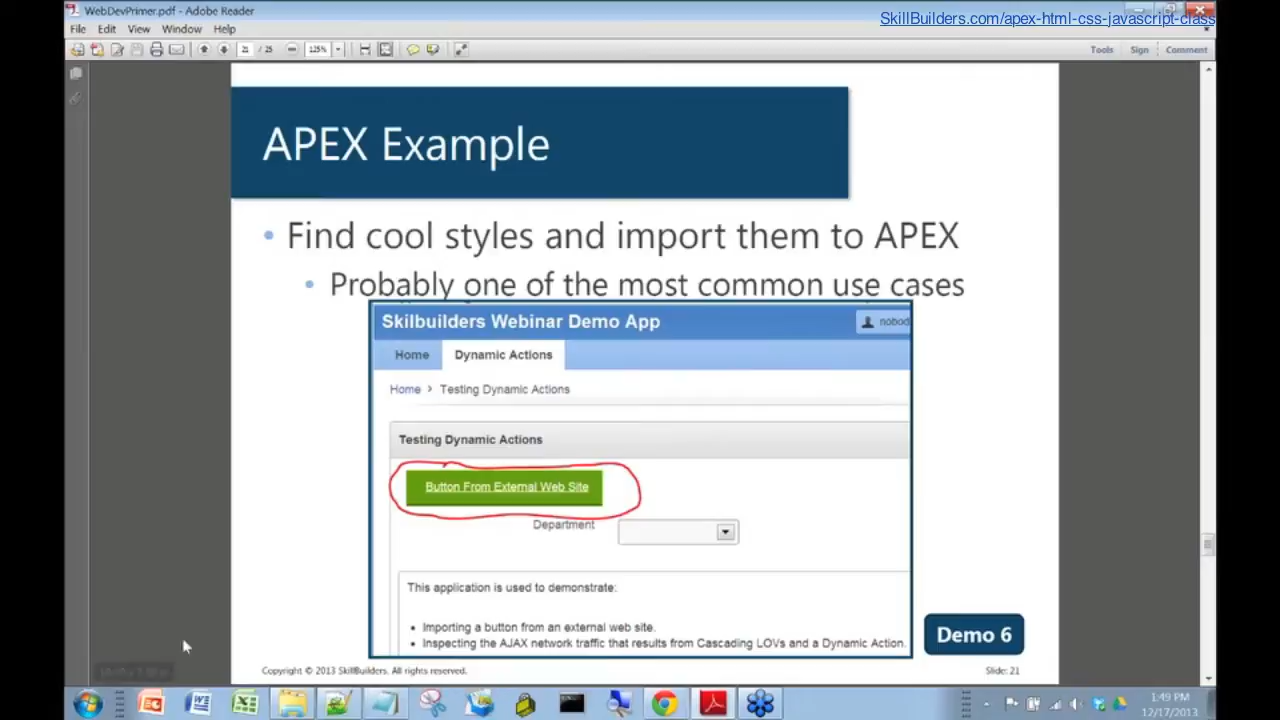 WebDevPrimer.pdf - Adobe Reader
SkillBuilders.com/apex-html-css-javascript-class
File Edit View Window Help
21 / 25 125% Tools Sign Comment
APEX Example
• Find cool styles and import them to APEX
• Probably one of the most common use cases
Skilbuilders Webinar Demo App nobod
Home Dynamic Actions
Home > Testing Dynamic Actions
Testing Dynamic Actions
Button From External Web Site
Department
This application is used to demonstrate:
• Importing a button from an external web site.
• Inspecting the AJAX network traffic that results from Cascading LOVs and a Dynamic Action.
Demo 6
Copyright © 2013 SkillBuilders. All rights reserved. Slide: 21
1:49 PM
12/17/2013